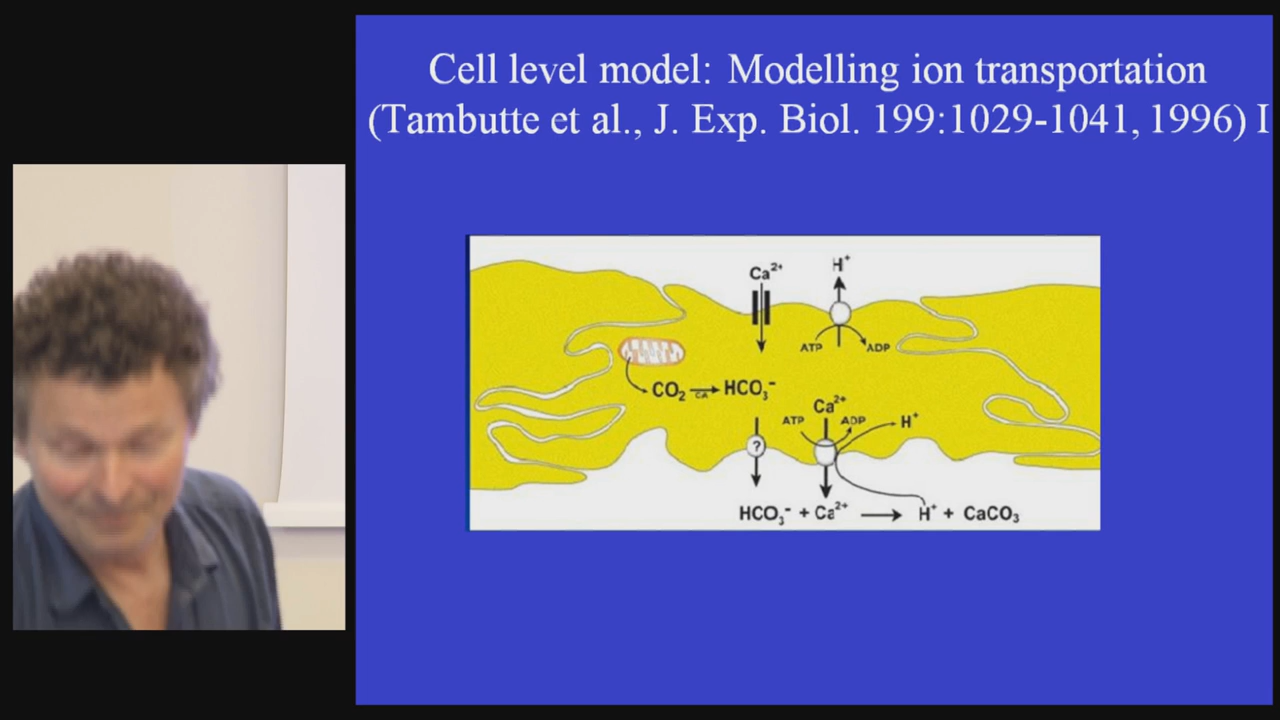 Cell level model: Modelling ion transportation
(Tambutte et al., J. Exp. Biol. 199:1029-1041, 1996) I
Ca²⁺
H⁺
ATP
ADP
CO₂ CA HCO₃⁻
Ca²⁺
ATP
ADP
H⁺
?
HCO₃⁻ + Ca²⁺ → H⁺ + CaCO₃